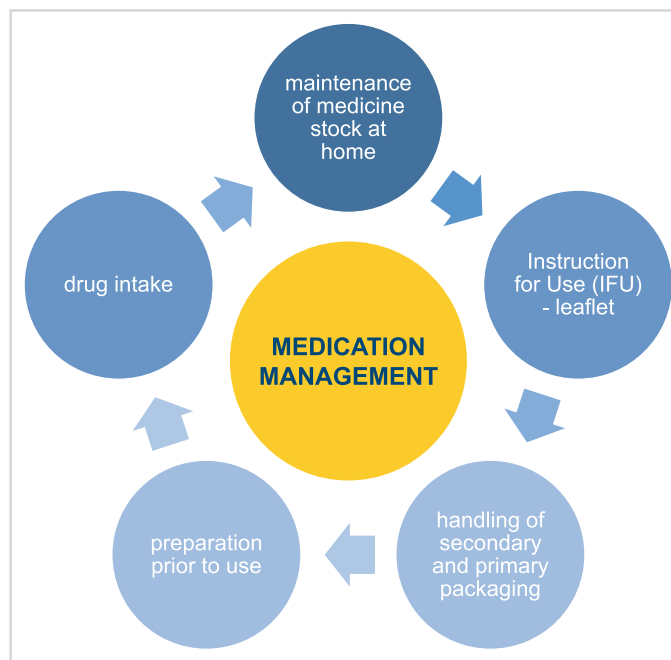 maintenance
of medicine
stock at
home
Instruction
for Use (IFU)
- leaflet
handling of
secondary
and primary
packaging
preparation
prior to use
drug intake
MEDICATION
MANAGEMENT